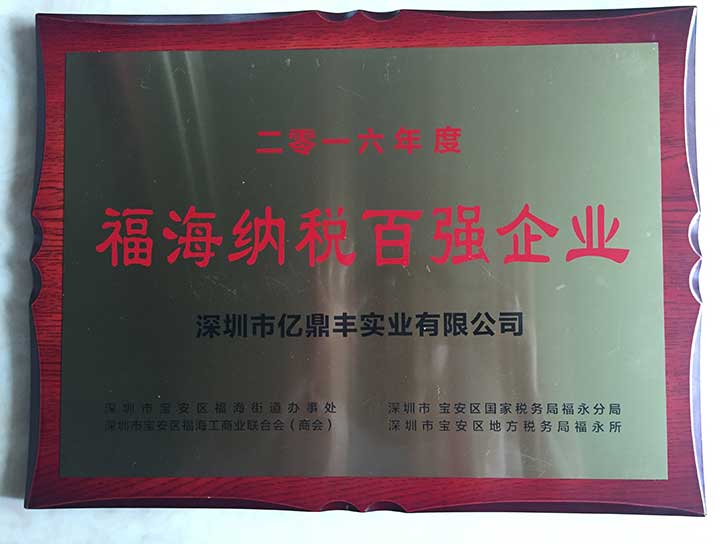 二零一六年度
福海纳税百强企业
深圳市亿鼎丰实业有限公司
深圳市宝安区福海街道办事处
深圳市宝安区福海工商业联合会（商会）
深圳市 宝安区国家税务局福永分局
深圳市宝安区地方税务局福永所